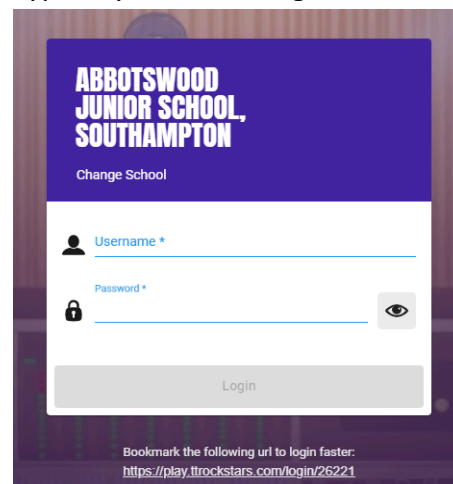 ABBOTSWOOD
JUNIOR SCHOOL,
SOUTHAMPTON
Change School
Username *
Password *
Login
Bookmark the following url to login faster:
https://play.ttrockstars.com/login/26221